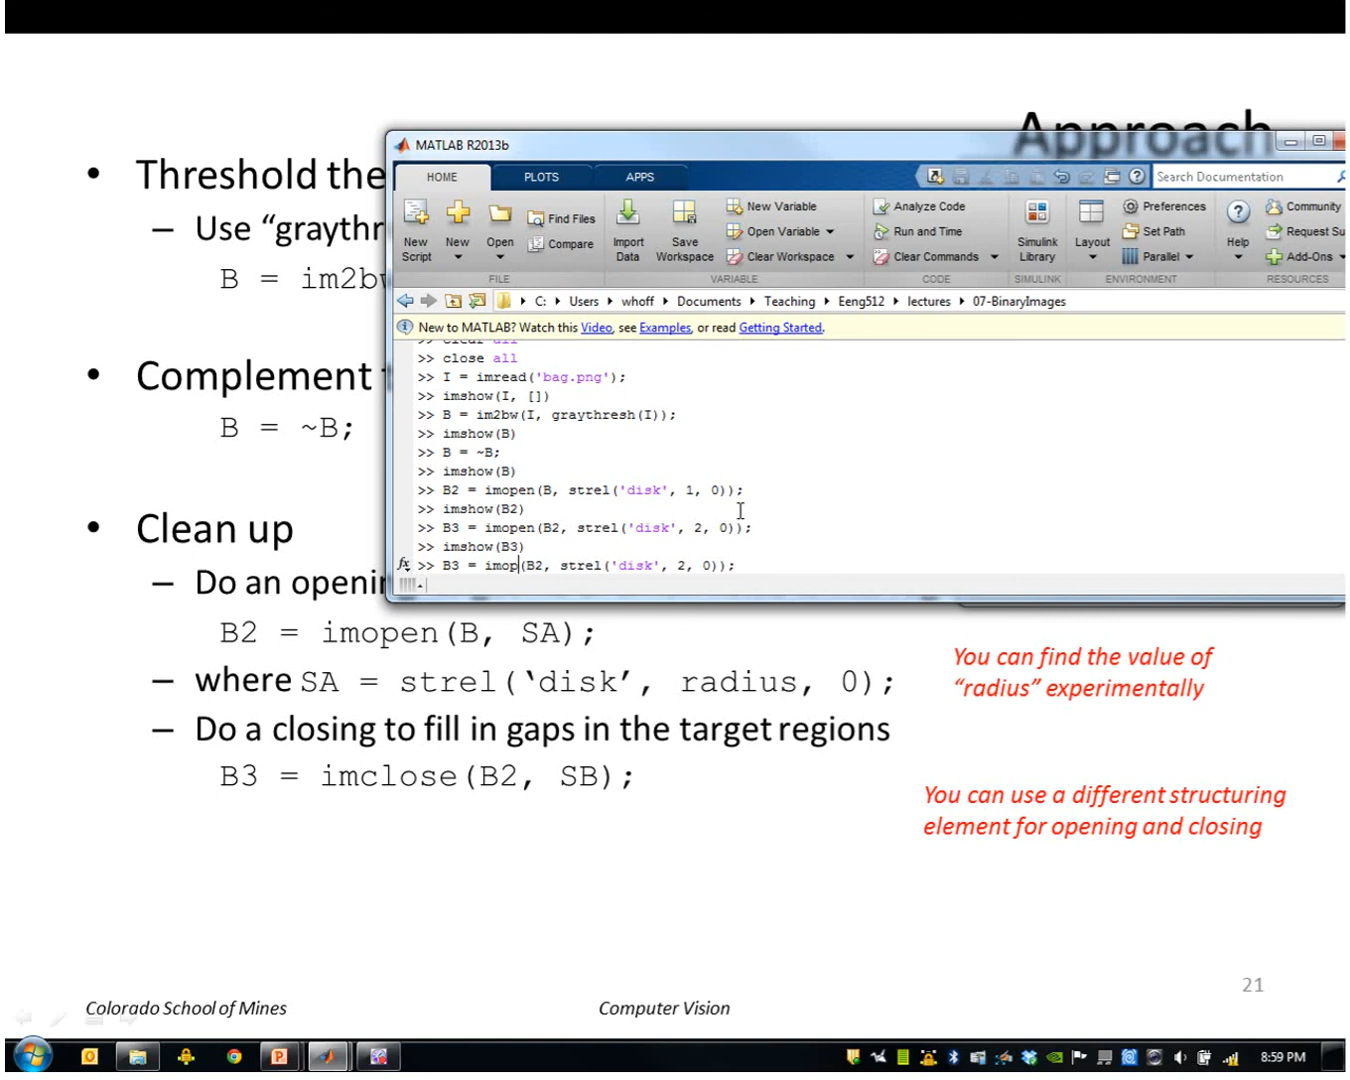 Approach
• Threshold the
– Use “graythr
B = im2bw
• Complement
B = ~B;
• Clean up
– Do an openin
B2 = imopen(B, SA);
– where SA = strel(‘disk’, radius, 0);
– Do a closing to fill in gaps in the target regions
B3 = imclose(B2, SB);
You can find the value of
“radius” experimentally
You can use a different structuring
element for opening and closing
MATLAB R2013b
HOME PLOTS APPS
Search Documentation
New Script
New
Open
Find Files
Compare
FILE
Import Data
Save Workspace
New Variable
Open Variable
Clear Workspace
VARIABLE
Analyze Code
Run and Time
Clear Commands
CODE
Simulink Library
SIMULINK
Layout
Preferences
Set Path
Parallel
ENVIRONMENT
Help
Community
Request Su
Add-Ons
RESOURCES
C: Users whoff Documents Teaching Eeng512 lectures 07-BinaryImages
New to MATLAB? Watch this Video, see Examples, or read Getting Started.
>> clear all
>> close all
>> I = imread('bag.png');
>> imshow(I, [])
>> B = im2bw(I, graythresh(I));
>> imshow(B)
>> B = ~B;
>> imshow(B)
>> B2 = imopen(B, strel('disk', 1, 0));
>> imshow(B2)
>> B3 = imopen(B2, strel('disk', 2, 0));
>> imshow(B3)
fx >> B3 = imop(B2, strel('disk', 2, 0));
21
Colorado School of Mines
Computer Vision
8:59 PM